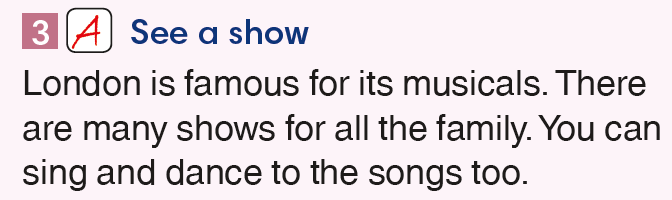 3 A See a show
London is famous for its musicals. There
are many shows for all the family. You can
sing and dance to the songs too.